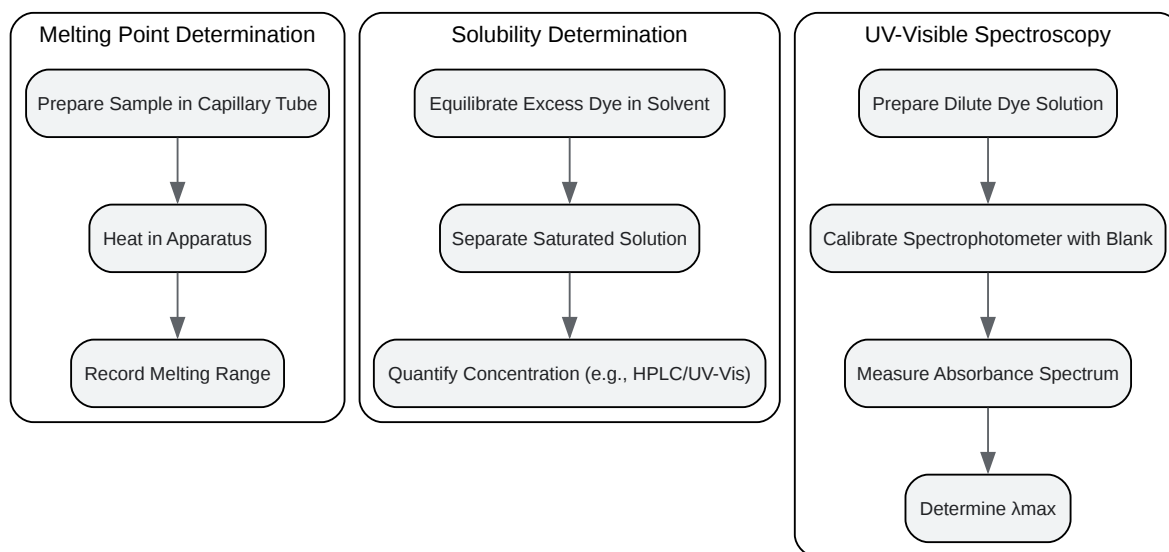 Melting Point Determination
Prepare Sample in Capillary Tube
Heat in Apparatus
Record Melting Range
Solubility Determination
Equilibrate Excess Dye in Solvent
Separate Saturated Solution
Quantify Concentration (e.g., HPLC/UV-Vis)
UV-Visible Spectroscopy
Prepare Dilute Dye Solution
Calibrate Spectrophotometer with Blank
Measure Absorbance Spectrum
Determine λmax